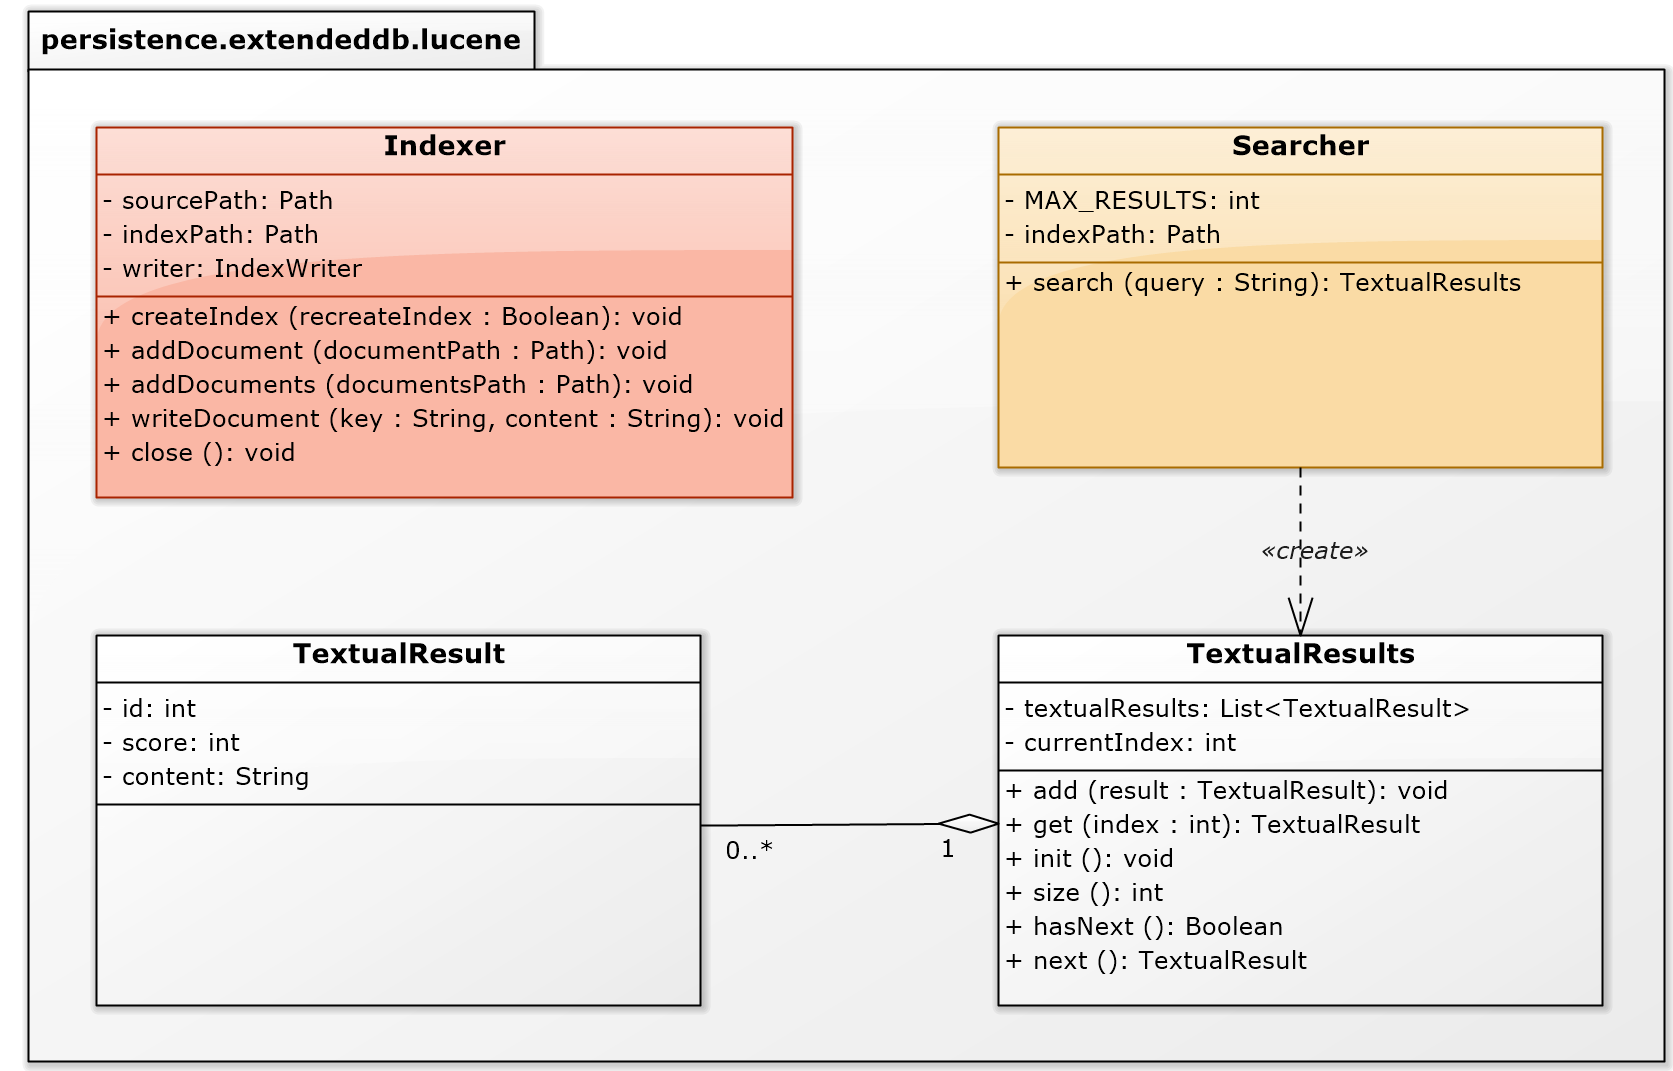 persistence.extendeddb.lucene
Indexer
- sourcePath: Path
- indexPath: Path
- writer: IndexWriter
+ createIndex (recreateIndex : Boolean): void
+ addDocument (documentPath : Path): void
+ addDocuments (documentsPath : Path): void
+ writeDocument (key : String, content : String): void
+ close (): void
Searcher
- MAX_RESULTS: int
- indexPath: Path
+ search (query : String): TextualResults
«create»
TextualResult
- id: int
- score: int
- content: String
0..*
1
TextualResults
- textualResults: List<TextualResult>
- currentIndex: int
+ add (result : TextualResult): void
+ get (index : int): TextualResult
+ init (): void
+ size (): int
+ hasNext (): Boolean
+ next (): TextualResult